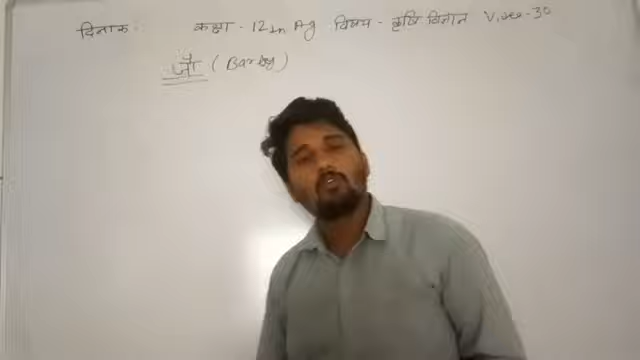 दिनांक : कक्षा - 12th Ag विषय - कृषि विज्ञान Video - 30
जौ ( Barley )